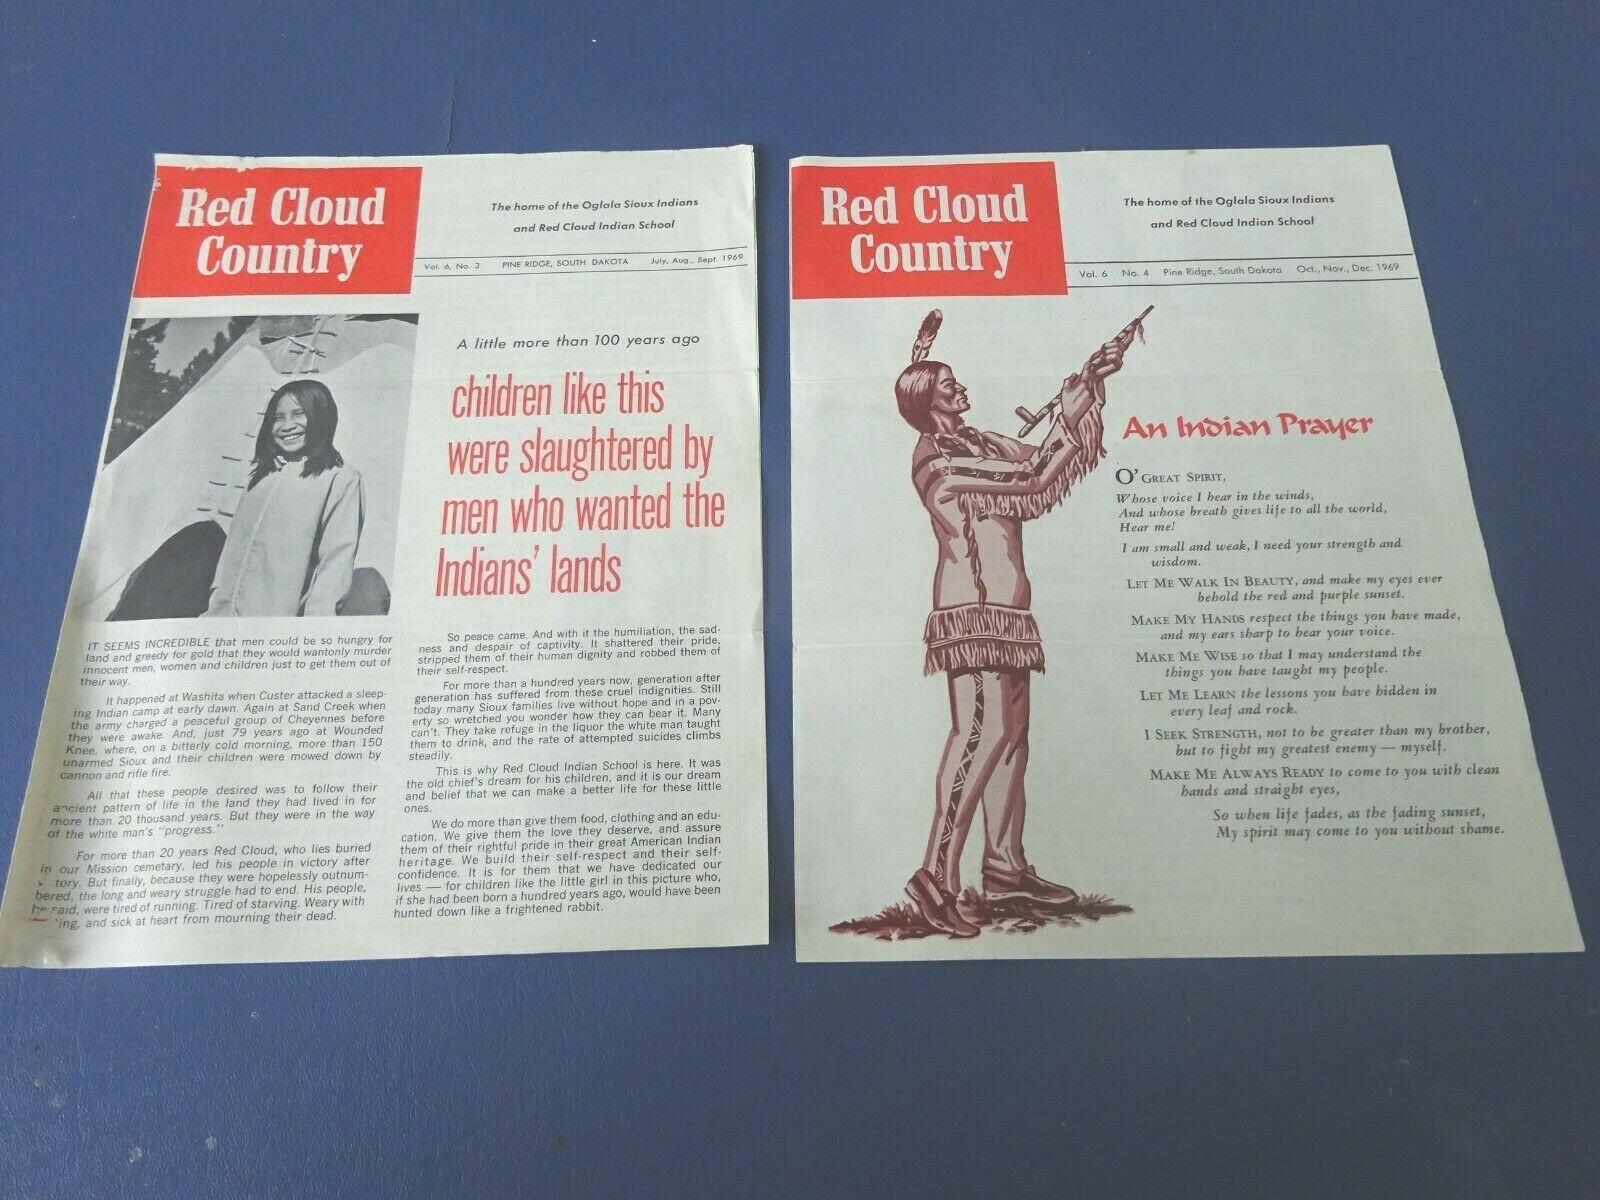 Red Cloud
Country
The home of the Oglala Sioux Indians
and Red Cloud Indian School
Vol. 6, No. 3 PINE RIDGE, SOUTH DAKOTA July, Aug., Sept. 1969
A little more than 100 years ago
children like this
were slaughtered by
men who wanted the
Indians' lands
IT SEEMS INCREDIBLE that men could be so hungry for
land and greedy for gold that they would wantonly murder
innocent men, women and children just to get them out of
their way.
It happened at Washita when Custer attacked a sleep-
ing Indian camp at early dawn. Again at Sand Creek when
the army charged a peaceful group of Cheyennes before
they were awake. And, just 79 years ago at Wounded
Knee, where, on a bitterly cold morning, more than 150
unarmed Sioux and their children were mowed down by
cannon and rifle fire.
All that these people desired was to follow their
ancient pattern of life in the land they had lived in for
more than 20 thousand years. But they were in the way
of the white man's "progress."
For more than 20 years Red Cloud, who lies buried
in our Mission cemetary, led his people in victory after
tory. But finally, because they were hopelessly outnum-
bered, the long and weary struggle had to end. His people,
he said, were tired of running. Tired of starving. Weary with
ing, and sick at heart from mourning their dead.
So peace came. And with it the humiliation, the sad-
ness and despair of captivity. It shattered their pride,
stripped them of their human dignity and robbed them of
their self-respect.
For more than a hundred years now, generation after
generation has suffered from these cruel indignities. Still
today many Sioux families live without hope and in a pov-
erty so wretched you wonder how they can bear it. Many
can't. They take refuge in the liquor the white man taught
them to drink, and the rate of attempted suicides climbs
steadily.
This is why Red Cloud Indian School is here. It was
the old chief's dream for his children, and it is our dream
and belief that we can make a better life for these little
ones.
We do more than give them food, clothing and an edu-
cation. We give them the love they deserve, and assure
them of their rightful pride in their great American Indian
heritage. We build their self-respect and their self-
confidence. It is for them that we have dedicated our
lives — for children like the little girl in this picture who,
if she had been born a hundred years ago, would have been
hunted down like a frightened rabbit.
Red Cloud
Country
The home of the Oglala Sioux Indians
and Red Cloud Indian School
Vol. 6 No. 4 Pine Ridge, South Dakota Oct., Nov., Dec. 1969
An Indian Prayer
O' GREAT SPIRIT,
Whose voice I hear in the winds,
And whose breath gives life to all the world,
Hear me!
I am small and weak, I need your strength and
wisdom.
LET ME WALK IN BEAUTY, and make my eyes ever
behold the red and purple sunset.
MAKE MY HANDS respect the things you have made,
and my ears sharp to hear your voice.
MAKE ME WISE so that I may understand the
things you have taught my people.
LET ME LEARN the lessons you have hidden in
every leaf and rock.
I SEEK STRENGTH, not to be greater than my brother,
but to fight my greatest enemy — myself.
MAKE ME ALWAYS READY to come to you with clean
hands and straight eyes,
So when life fades, as the fading sunset,
My spirit may come to you without shame.